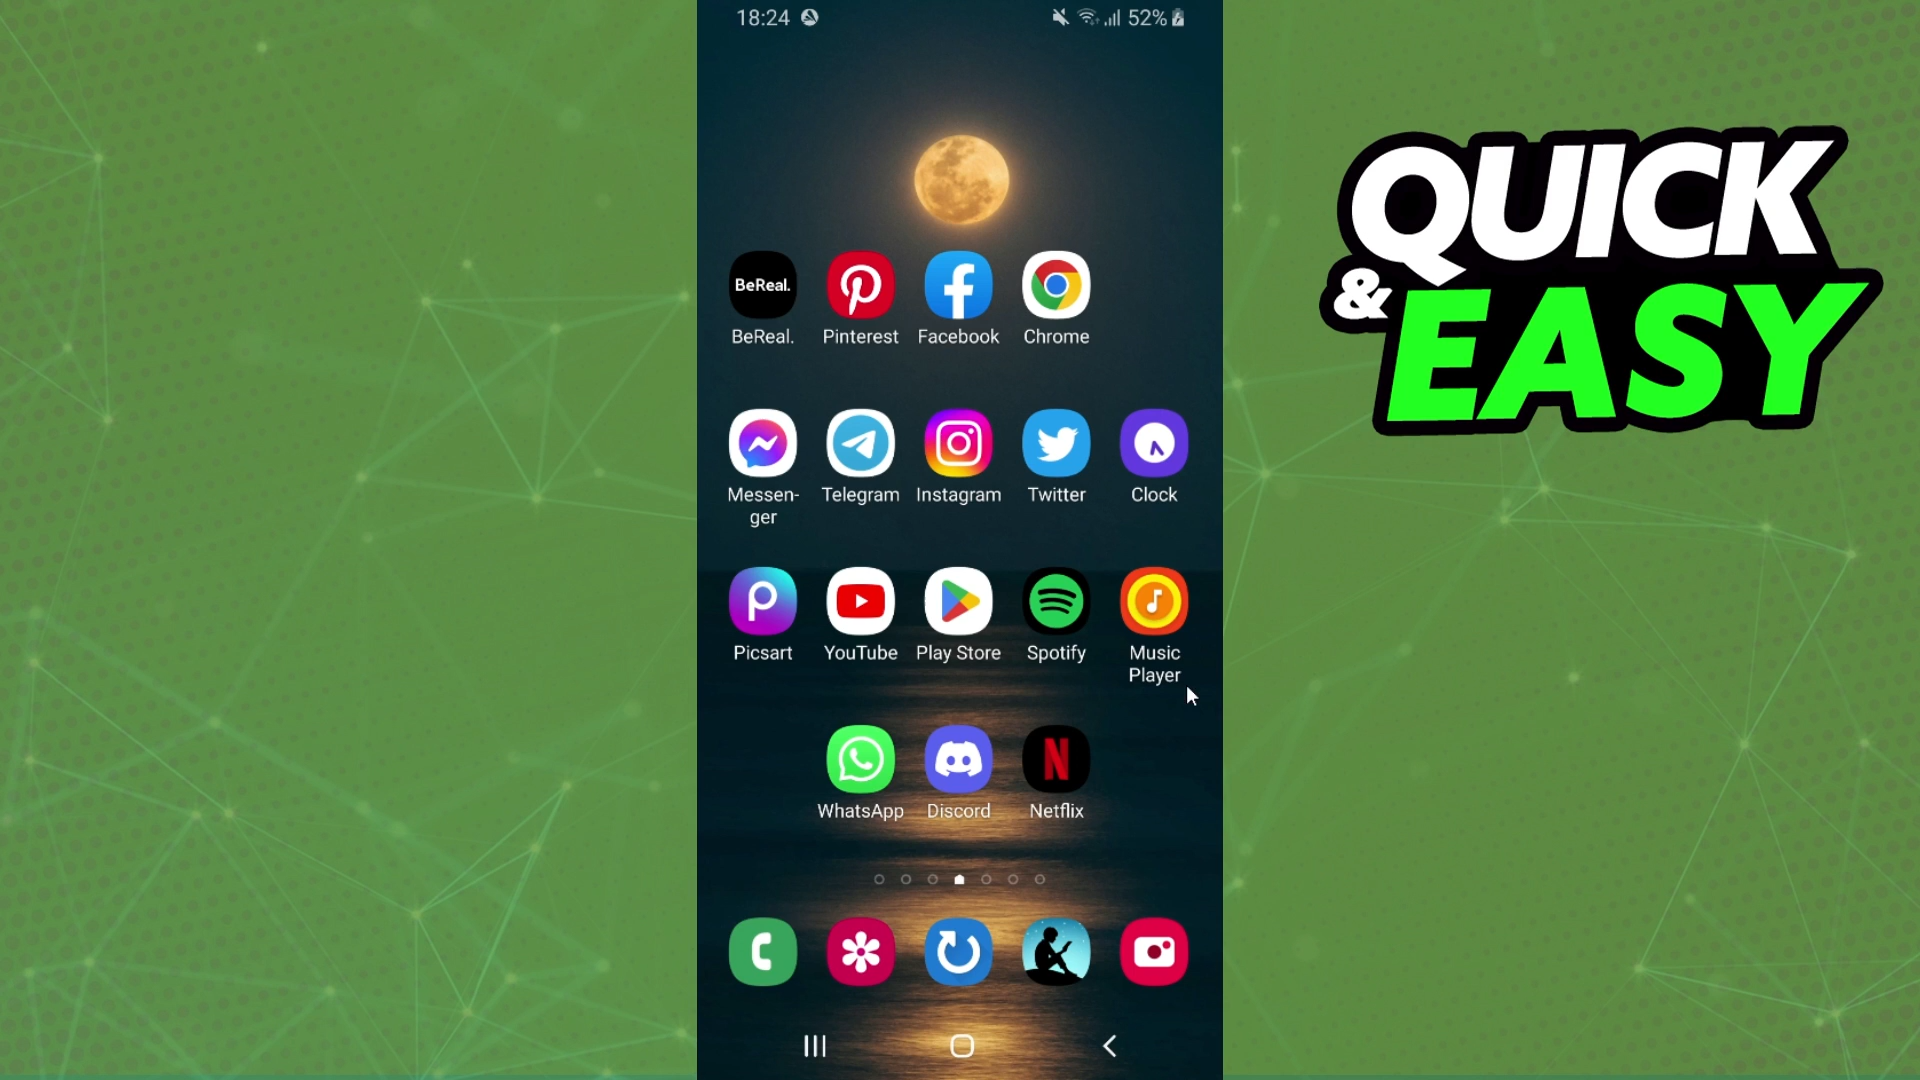 18:24
52%
QUICK
& EASY
BeReal.
BeReal. Pinterest Facebook Chrome
Messen-
ger Telegram Instagram Twitter Clock
Picsart YouTube Play Store Spotify Music
Player
WhatsApp Discord Netflix